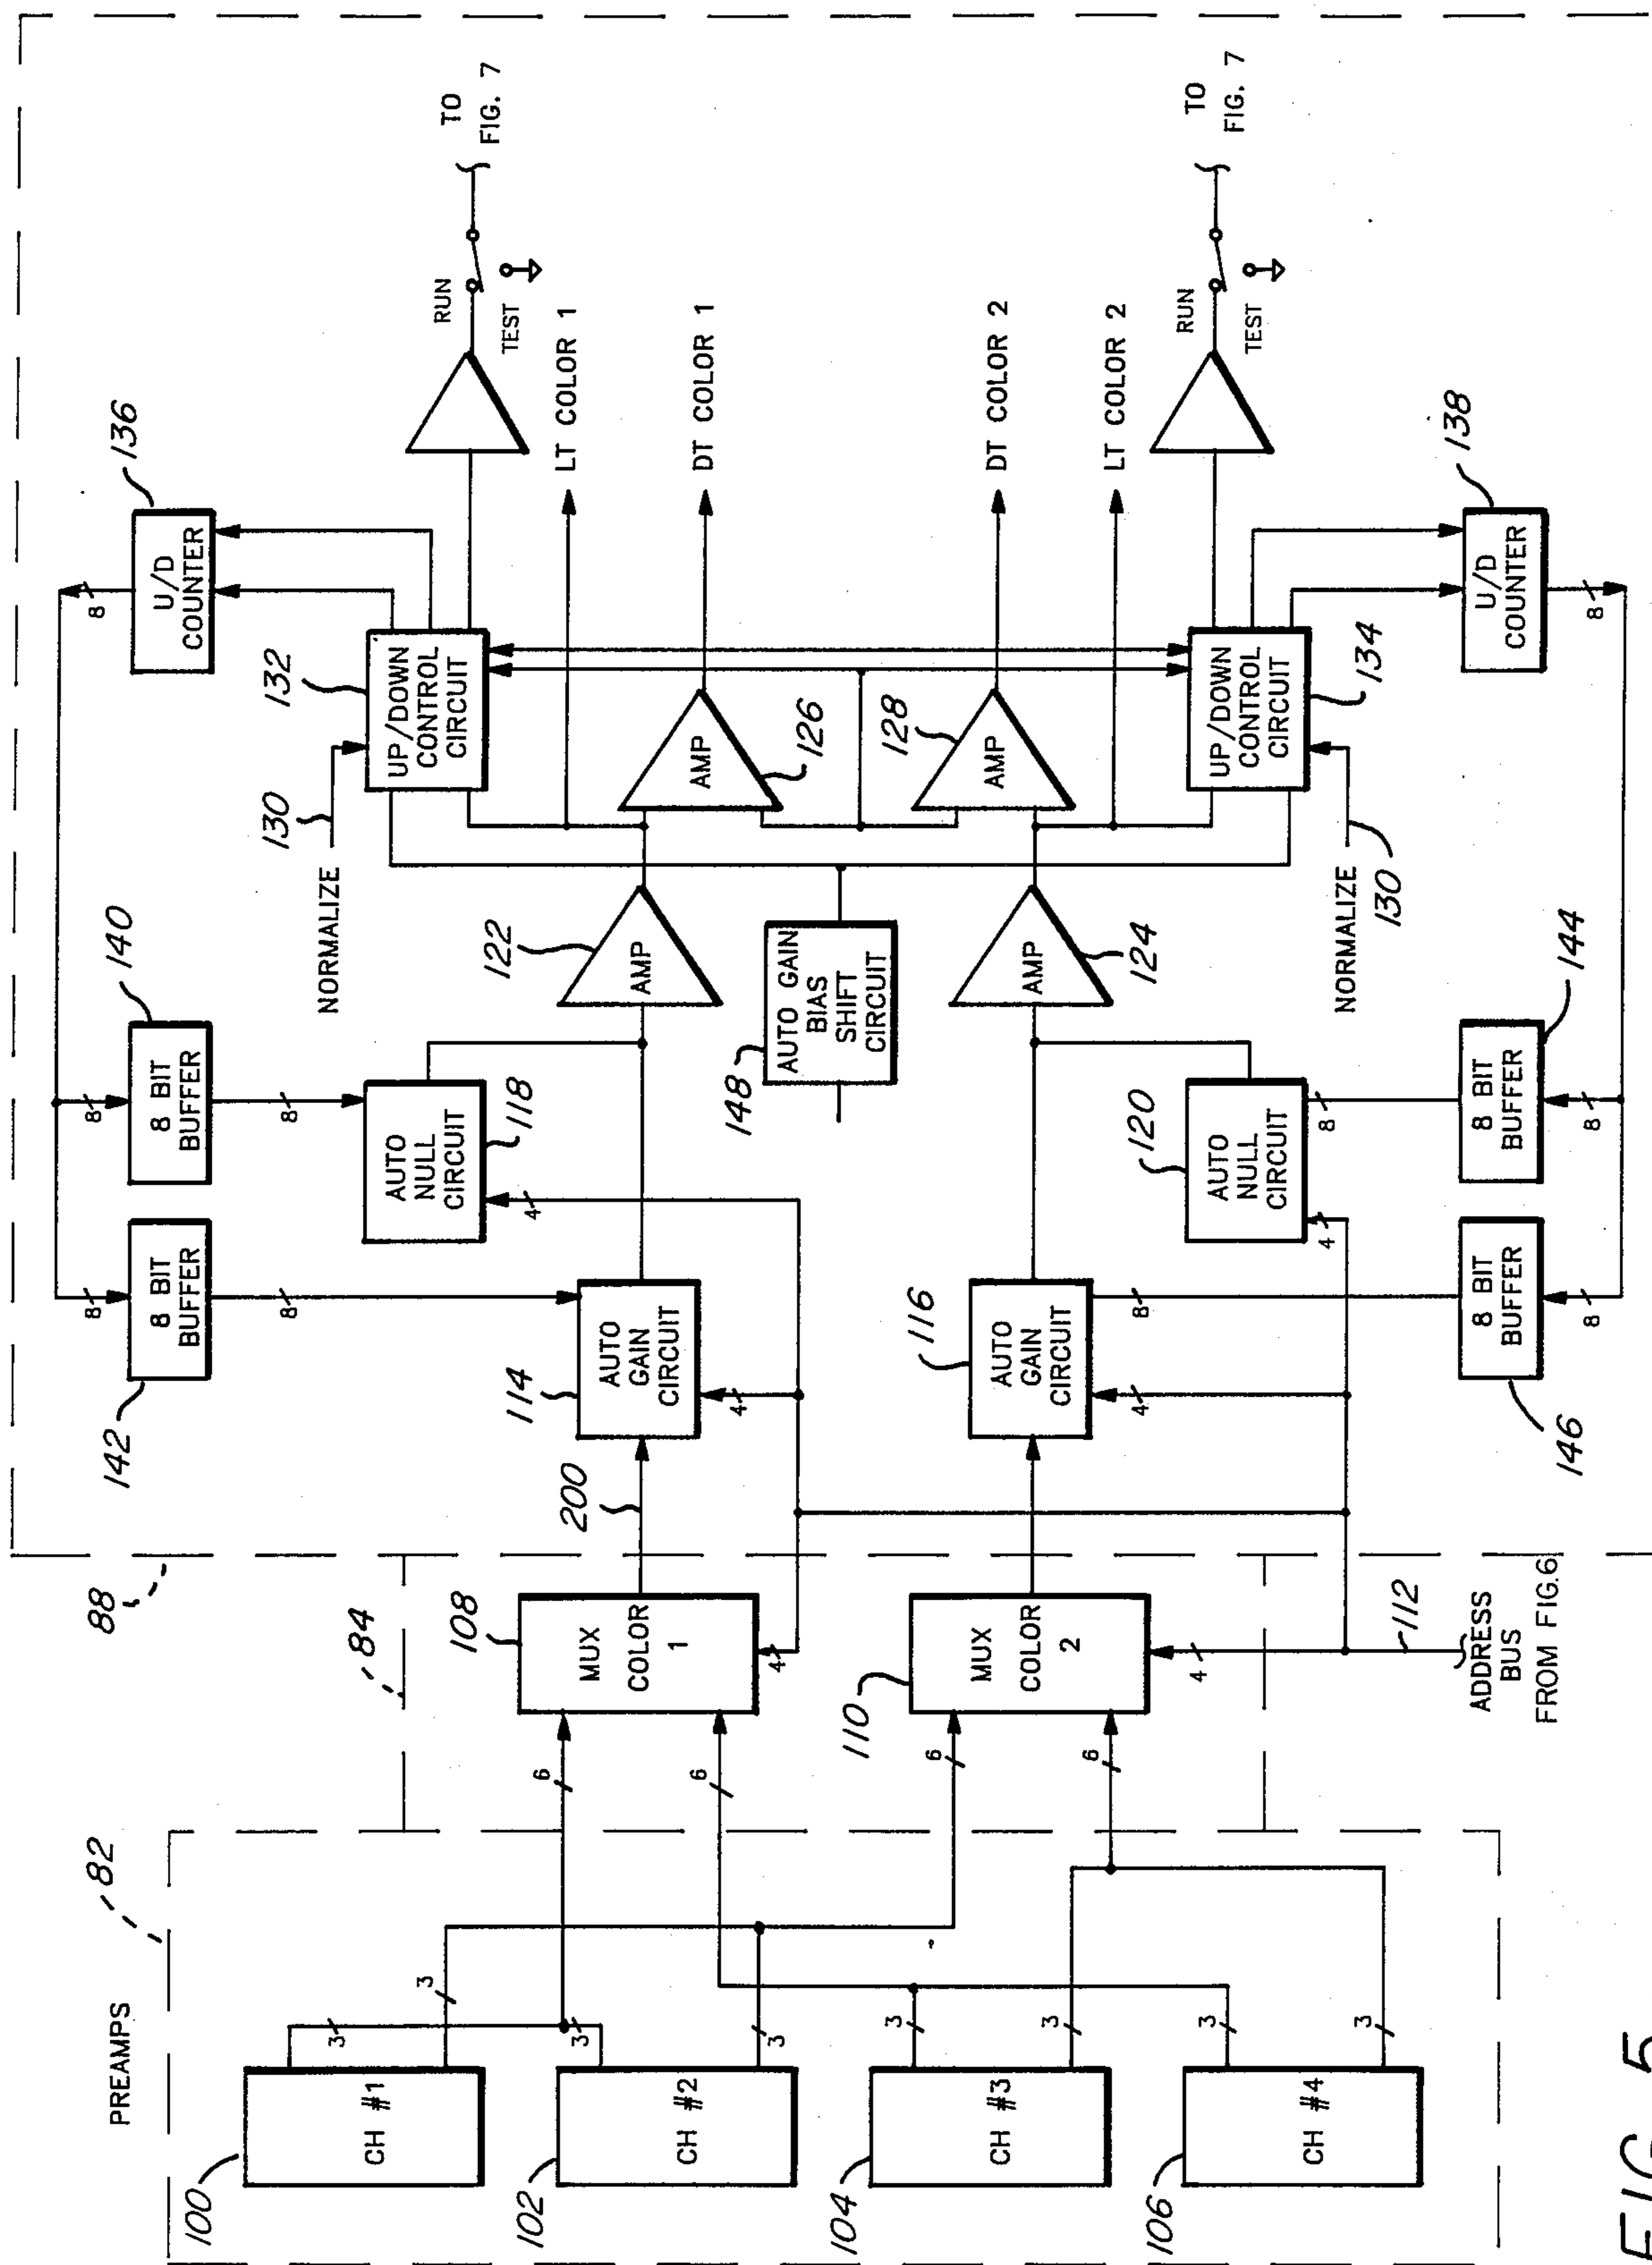 PREAMPS
82
100
CH #1
102
CH #2
104
CH #3
106
CH #4
3
3
3
3
3
3
3
3
6
6
6
6
84
88
108
MUX
COLOR
1
4
110
MUX
COLOR
2
4
112
ADDRESS
BUS
FROM FIG.6
200
114
AUTO
GAIN
CIRCUIT
4
116
AUTO
GAIN
CIRCUIT
4
8
142
8 BIT
BUFFER
8
8
140
8 BIT
BUFFER
8
8
118
AUTO
NULL
CIRCUIT
4
120
AUTO
NULL
CIRCUIT
4
8
146
8 BIT
BUFFER
8
144
8 BIT
BUFFER
8
122
AMP
124
AMP
148
AUTO GAIN
BIAS
SHIFT
CIRCUIT
NORMALIZE
130
132
UP/DOWN
CONTROL
CIRCUIT
NORMALIZE
130
134
UP/DOWN
CONTROL
CIRCUIT
126
AMP
128
AMP
136
U/D
COUNTER
8
138
U/D
COUNTER
8
LT COLOR 1
DT COLOR 1
DT COLOR 2
LT COLOR 2
RUN
TEST
TO
FIG. 7
RUN
TEST
TO
FIG. 7
FIG. 5